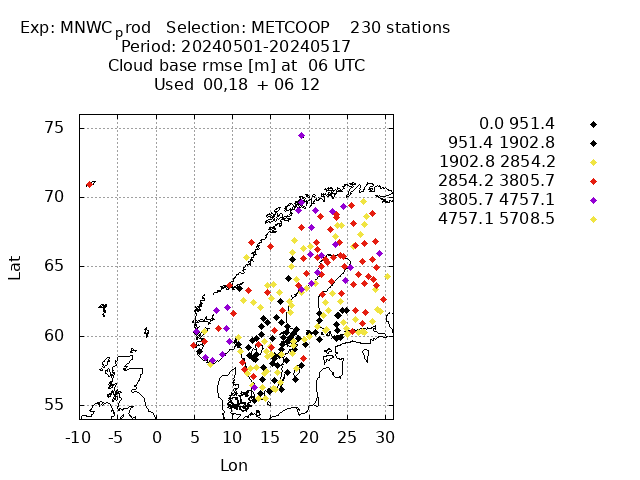 Exp: MNWCprod Selection: METCOOP 230 stations
Period: 20240501-20240517
Cloud base rmse [m] at 06 UTC
Used 00,18 + 06 12
0.0 951.4
951.4 1902.8
1902.8 2854.2
2854.2 3805.7
3805.7 4757.1
4757.1 5708.5
75
70
65
60
55
Lat
-10 -5 0 5 10 15 20 25 30
Lon